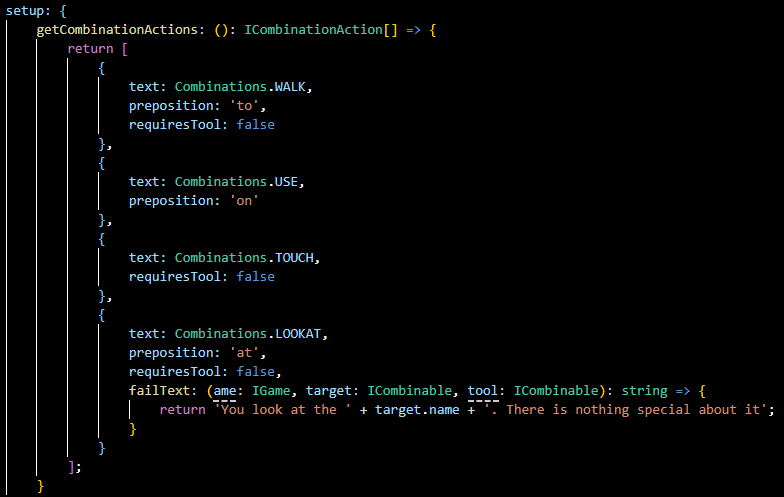 setup: {
getCombinationActions: (): ICombinationAction[] => {
return [
{
text: Combinations.WALK,
preposition: 'to',
requiresTool: false
},
{
text: Combinations.USE,
preposition: 'on'
},
{
text: Combinations.TOUCH,
requiresTool: false
},
{
text: Combinations.LOOKAT,
preposition: 'at',
requiresTool: false,
failText: (ame: IGame, target: ICombinable, tool: ICombinable): string => {
return 'You look at the ' + target.name + '. There is nothing special about it';
}
}
];
}